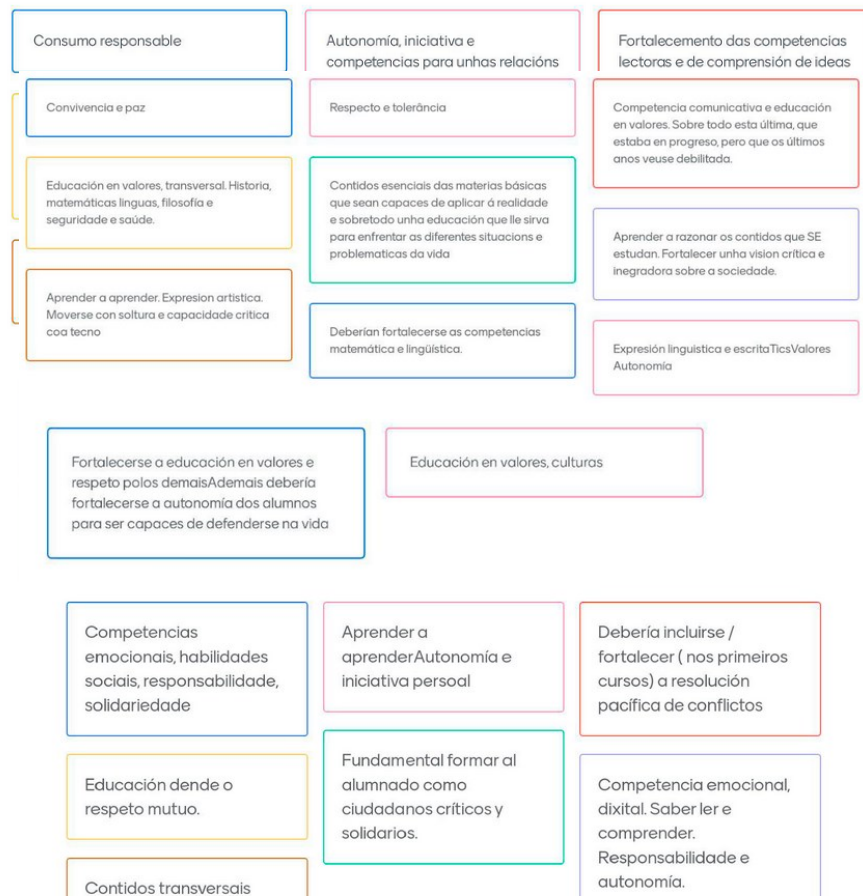 Consumo responsable
Autonomía, iniciativa e
competencias para unhas relacións
Fortalecemento das competencias
lectoras e de comprensión de ideas
Convivencia e paz
Respecto e tolerância
Competencia comunicativa e educación
en valores. Sobre todo esta última, que
estaba en progreso, pero que os últimos
anos veuse debilitada.
Educación en valores, transversal. Historia,
matemáticas linguas, filosofía e
seguridade e saúde.
Contidos esenciais das materias básicas
que sean capaces de aplicar á realidade
e sobretodo unha educación que lle sirva
para enfrentar as diferentes situacions e
problematicas da vida
Aprender a razonar os contidos que SE
estudan. Fortalecer unha vision crítica e
inegradora sobre a sociedade.
Aprender a aprender. Expresion artistica.
Moverse con soltura e capacidade critica
coa tecno
Deberían fortalecerse as competencias
matemática e lingüística.
Expresión linguistica e escritaTicsValores
Autonomía
Fortalecerse a educación en valores e
respeto polos demaisAdemais debería
fortalecerse a autonomía dos alumnos
para ser capaces de defenderse na vida
Educación en valores, culturas
Competencias
emocionais, habilidades
sociais, responsabilidade,
solidariedade
Aprender a
aprenderAutonomía e
iniciativa persoal
Debería incluirse /
fortalecer ( nos primeiros
cursos) a resolución
pacífica de conflictos
Educación dende o
respeto mutuo.
Fundamental formar al
alumnado como
ciudadanos críticos y
solidarios.
Competencia emocional,
dixital. Saber ler e
comprender.
Responsabilidade e
autonomía.
Contidos transversais